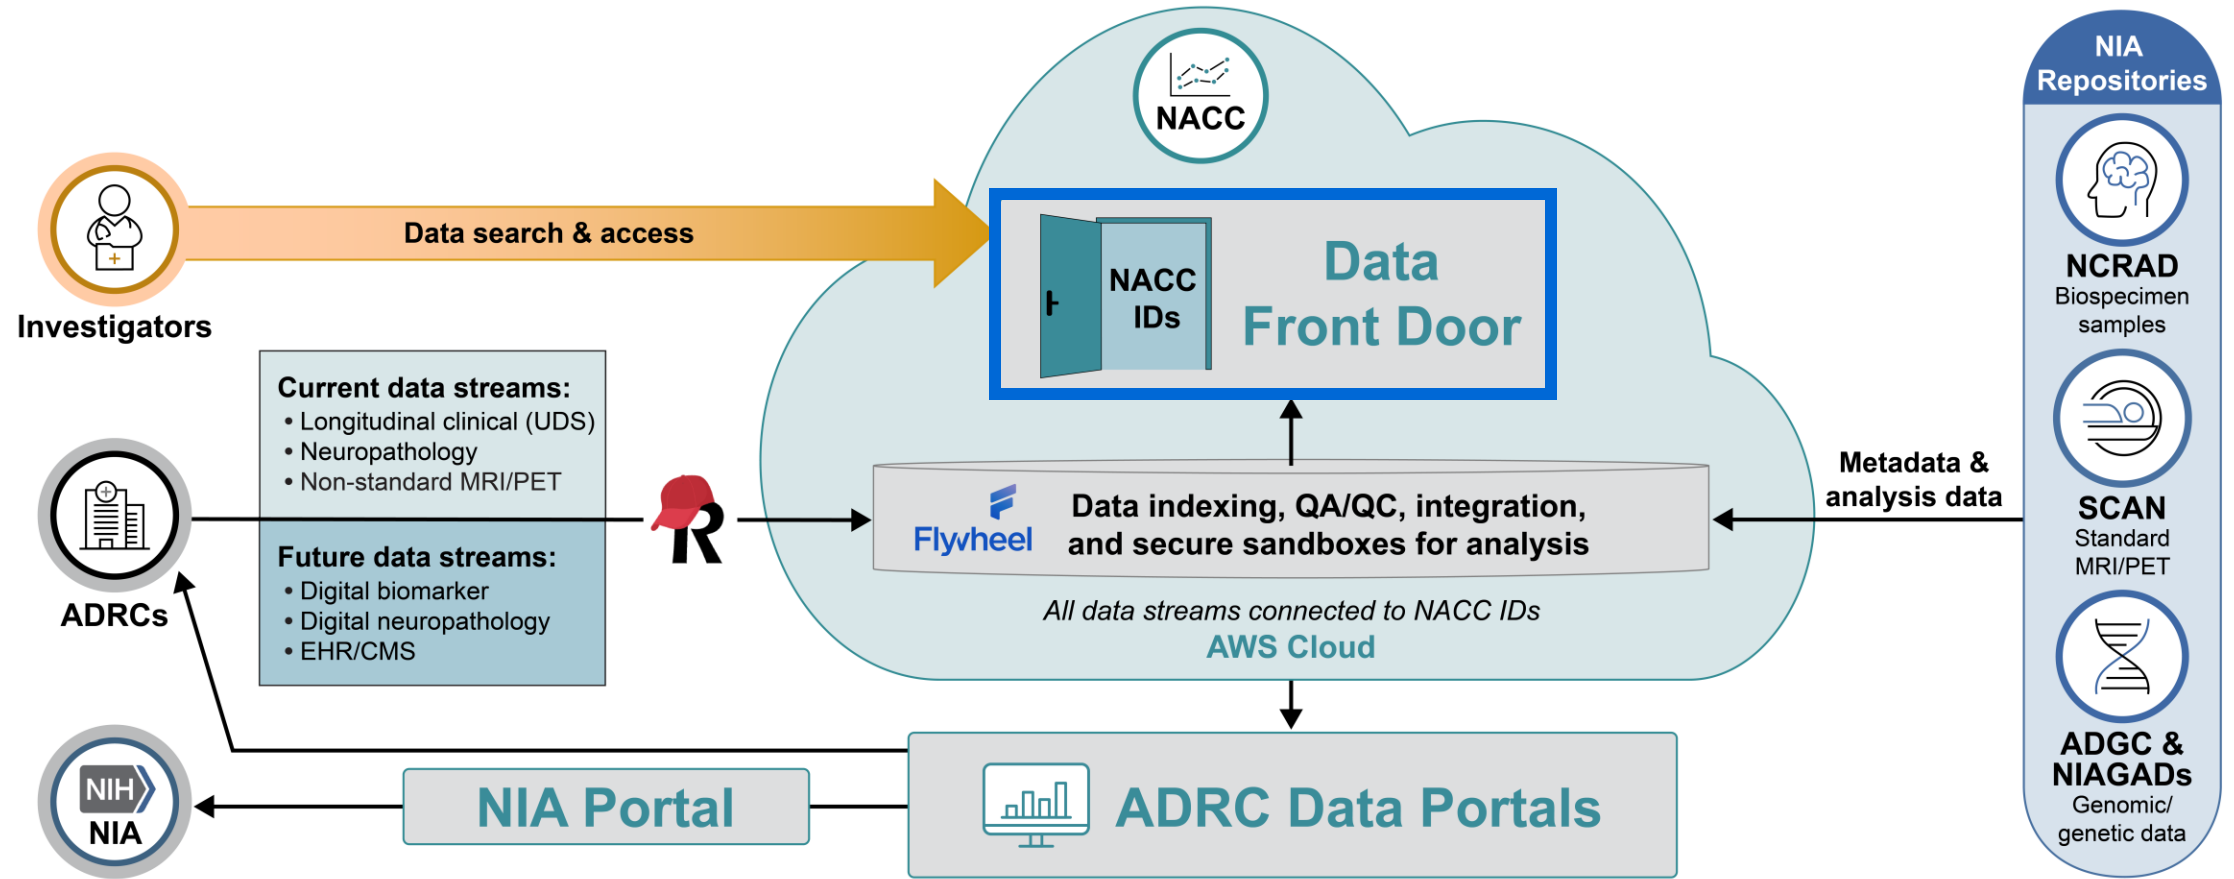 NACC
NIA
Repositories
Data search & access
Investigators
NACC
IDs
Data
Front Door
NCRAD
Biospecimen
samples
Current data streams:
• Longitudinal clinical (UDS)
• Neuropathology
• Non-standard MRI/PET
Future data streams:
• Digital biomarker
• Digital neuropathology
• EHR/CMS
ADRCs
R
Flywheel
Data indexing, QA/QC, integration,
and secure sandboxes for analysis
All data streams connected to NACC IDs
AWS Cloud
Metadata &
analysis data
SCAN
Standard
MRI/PET
ADGC &
NIAGADs
Genomic/
genetic data
NIH
NIA
NIA Portal
ADRC Data Portals